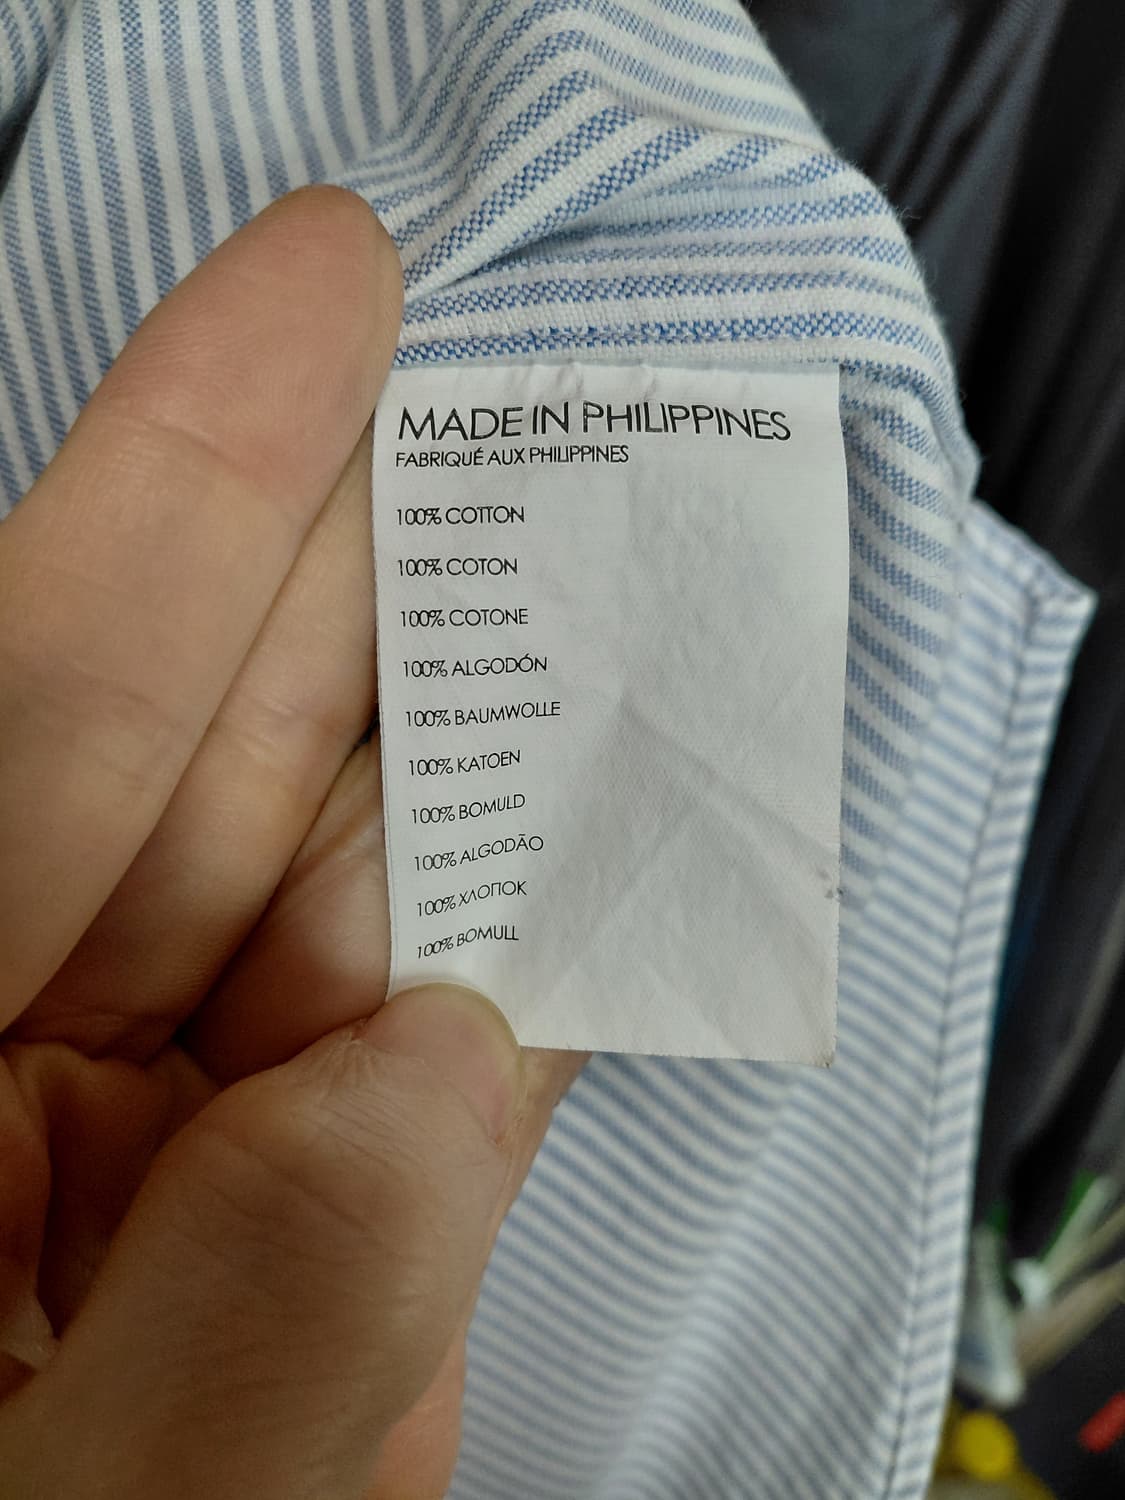 MADE IN PHILIPPINES
FABRIQUÉ AUX PHILIPPINES
100% COTTON
100% COTON
100% COTONE
100% ALGODÓN
100% BAUMWOLLE
100% KATOEN
100% BOMULD
100% ALGODÃO
100% ХЛОПОК
100% BOMULL